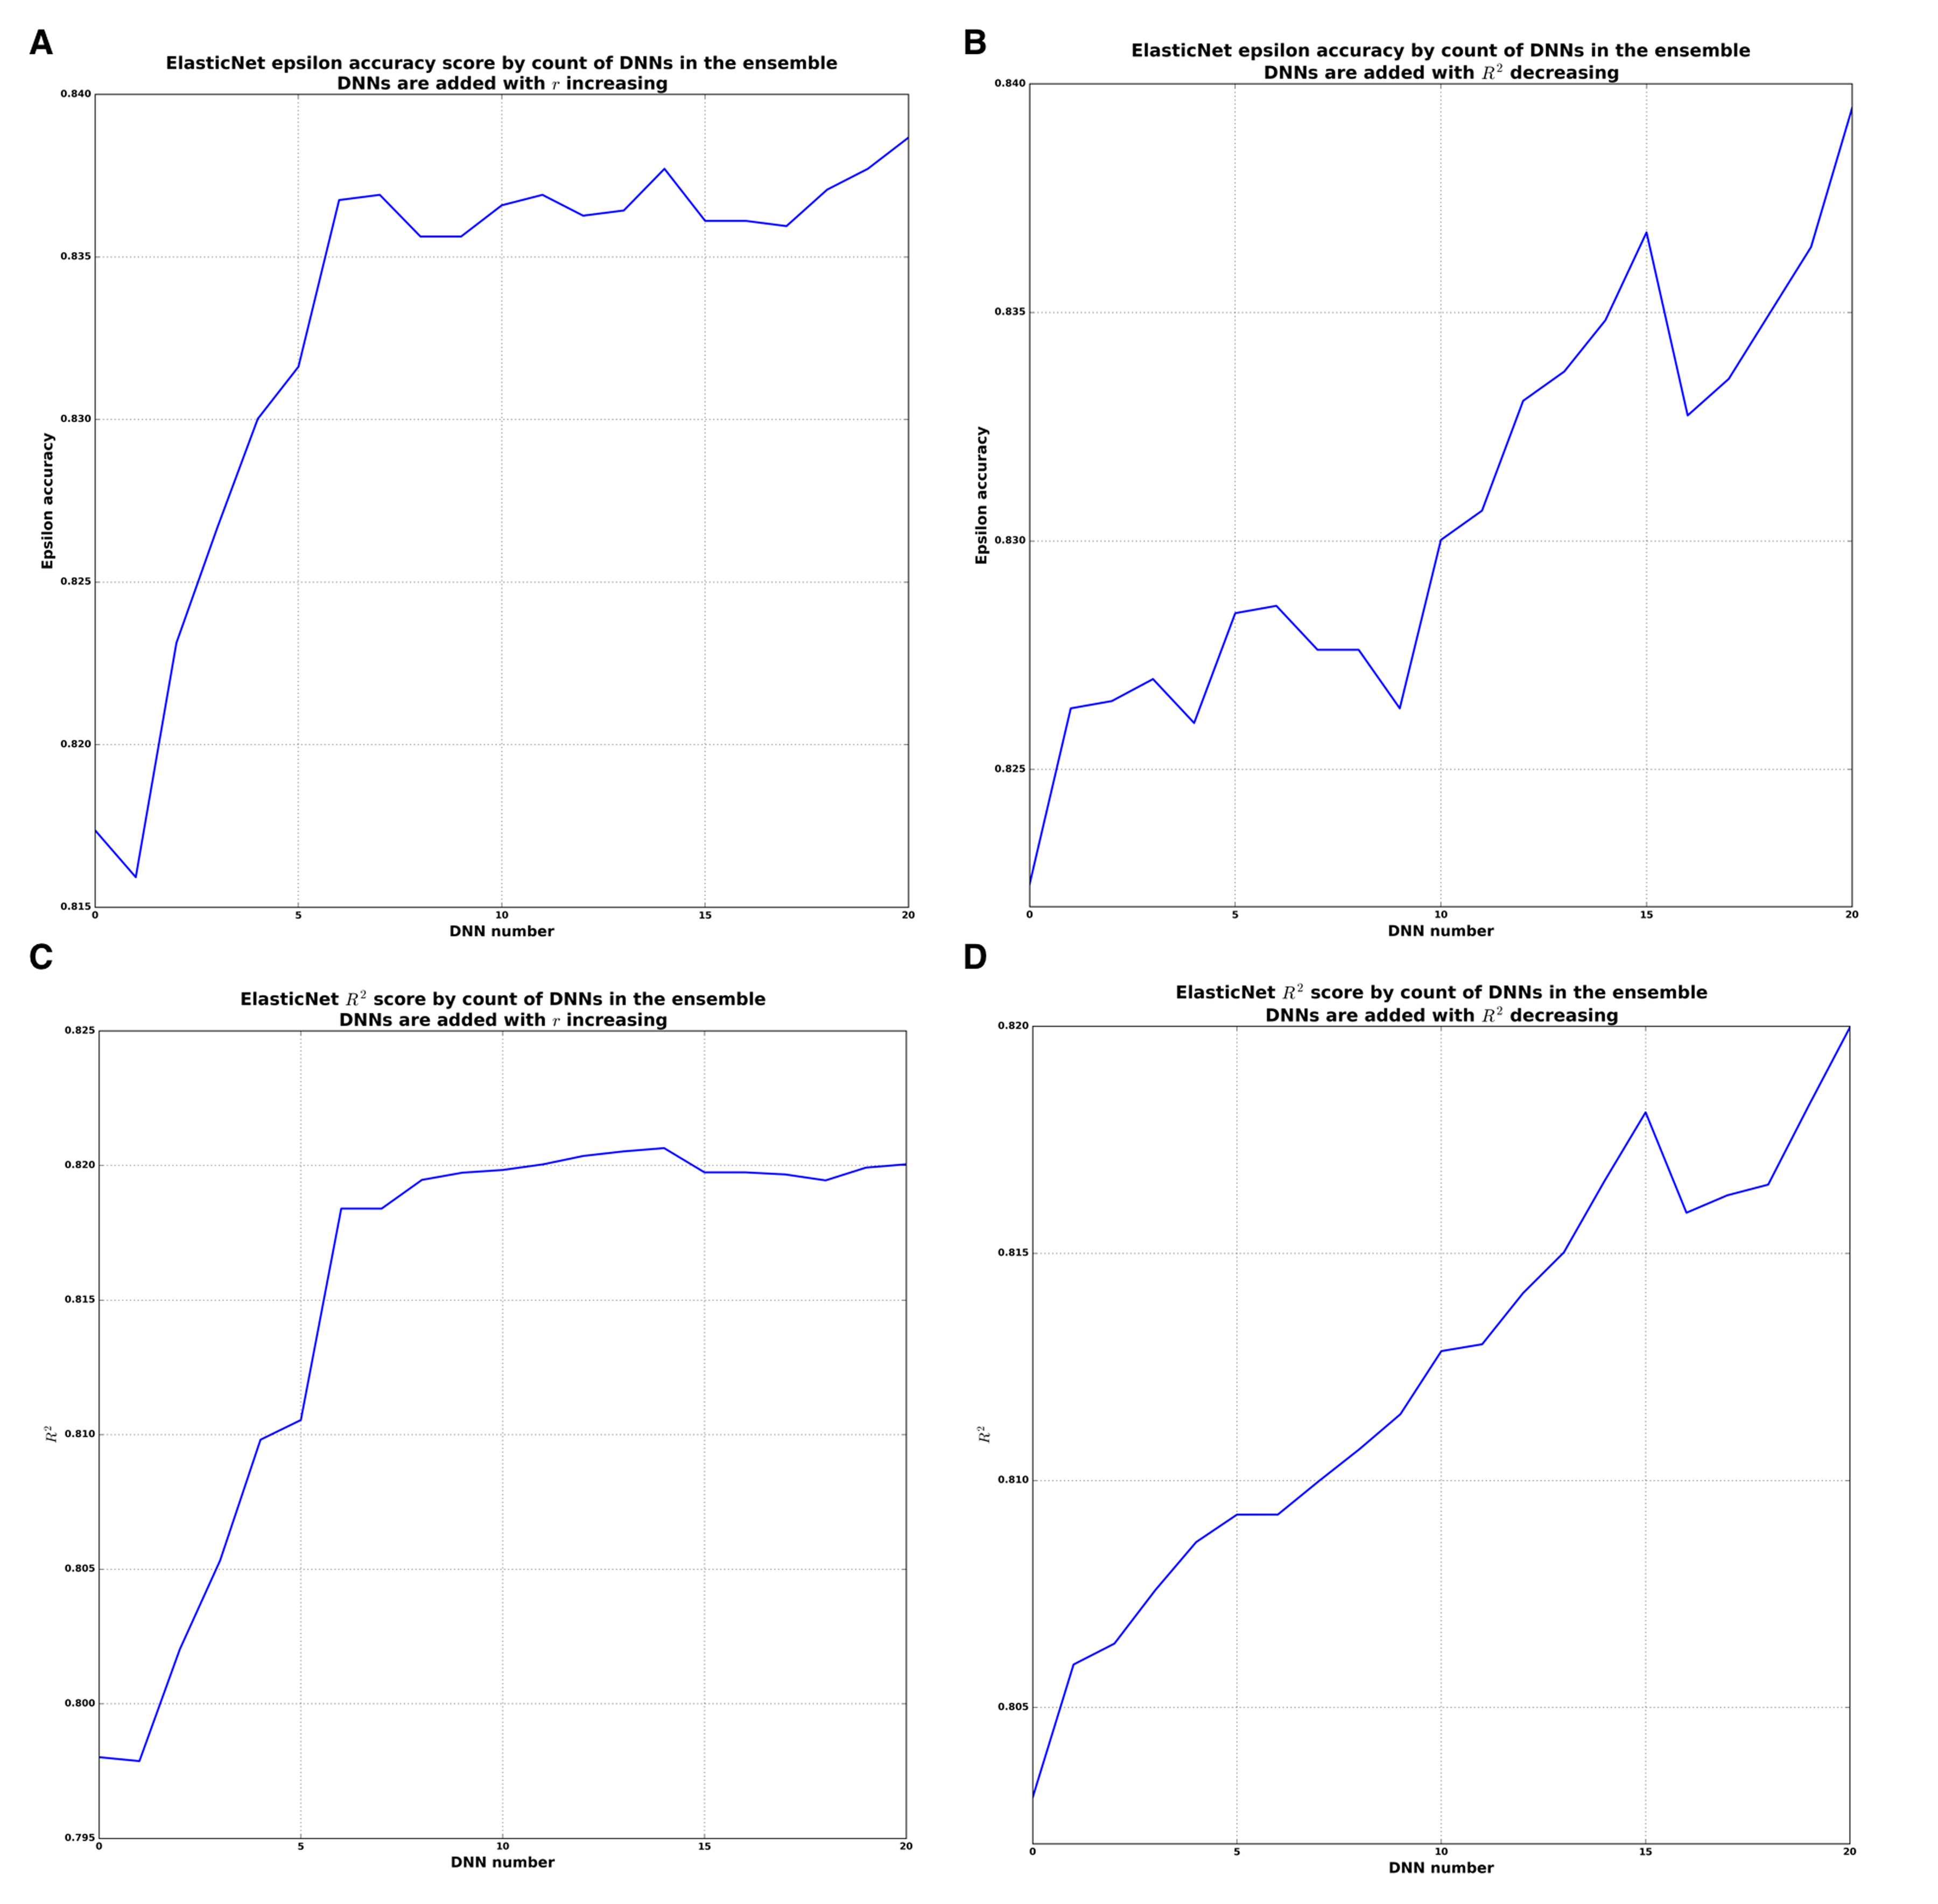 A
ElasticNet epsilon accuracy score by count of DNNs in the ensemble
DNNs are added with r increasing
0.840
0.835
0.830
0.825
0.820
0.815
Epsilon accuracy
0 5 10 15 20
DNN number
B
ElasticNet epsilon accuracy by count of DNNs in the ensemble
DNNs are added with R² decreasing
0.840
0.835
0.830
0.825
Epsilon accuracy
0 5 10 15 20
DNN number
C
ElasticNet R² score by count of DNNs in the ensemble
DNNs are added with r increasing
0.825
0.820
0.815
0.810
0.805
0.800
0.795
R²
0 5 10 15 20
DNN number
D
ElasticNet R² score by count of DNNs in the ensemble
DNNs are added with R² decreasing
0.820
0.815
0.810
0.805
R²
0 5 10 15 20
DNN number